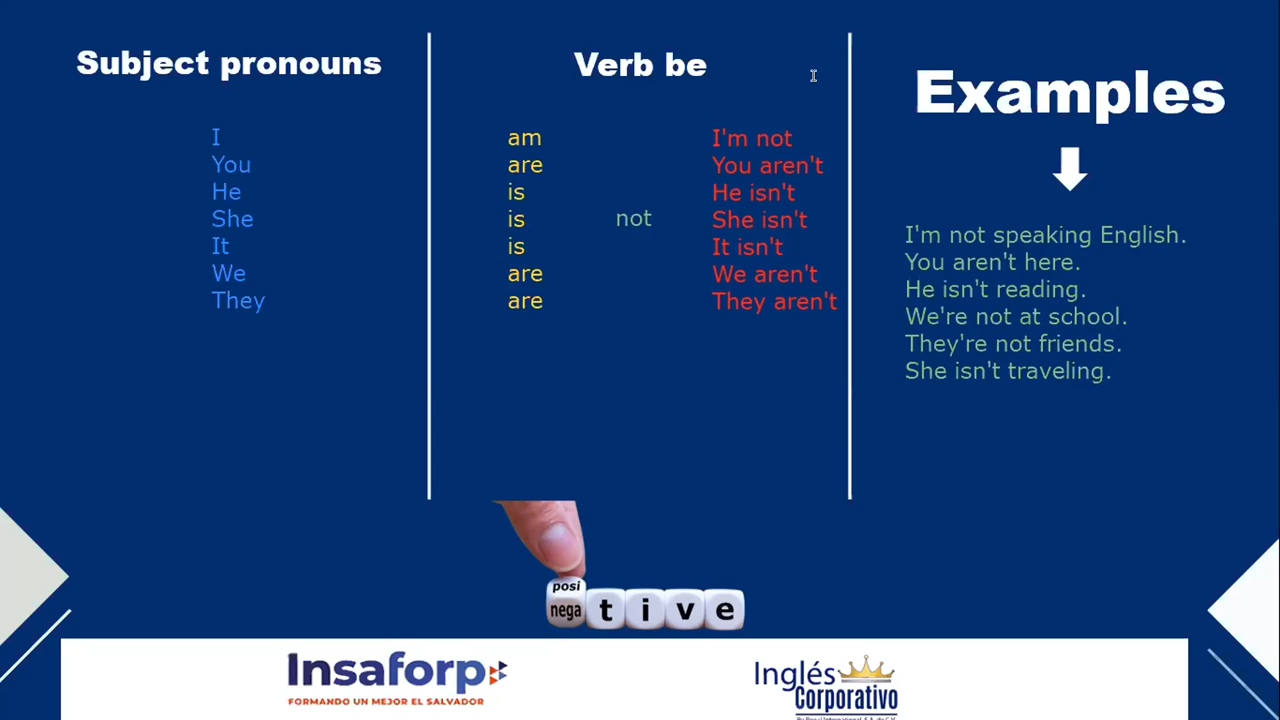 Subject pronouns
I
You
He
She
It
We
They
Verb be
am
are
is
is
is
are
are
not
I'm not
You aren't
He isn't
She isn't
It isn't
We aren't
They aren't
Examples
I'm not speaking English.
You aren't here.
He isn't reading.
We're not at school.
They're not friends.
She isn't traveling.
posi
nega
tive
Insaforp
FORMANDO UN MEJOR EL SALVADOR
Inglés
Corporativo